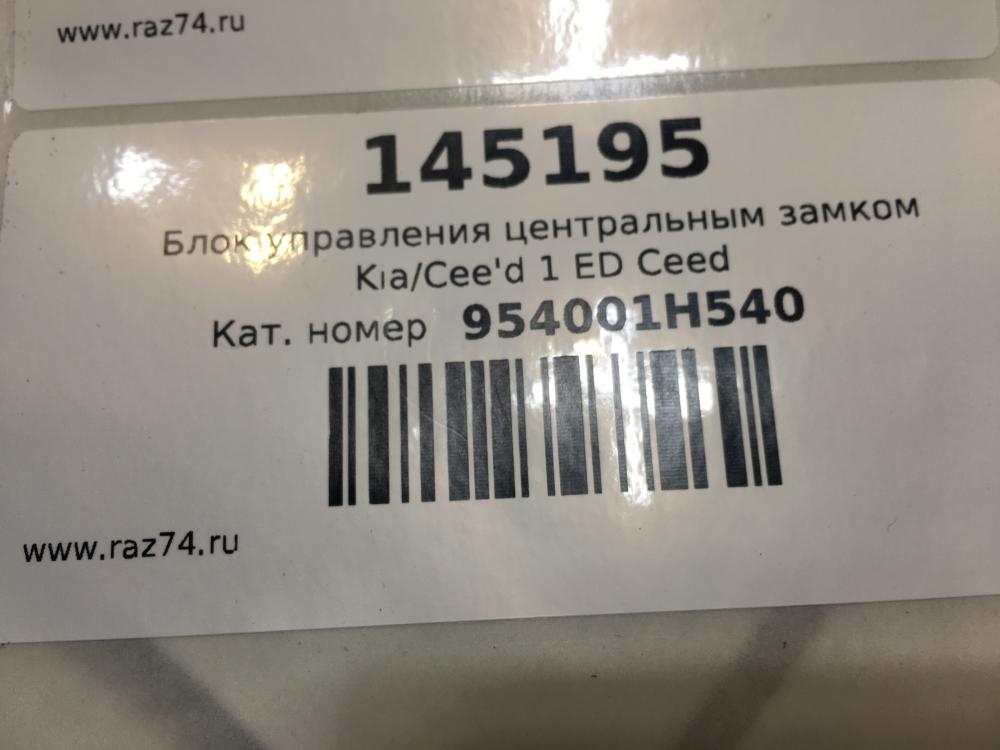 www.raz74.ru
145195
Блок управления центральным замком
Kia/Cee'd 1 ED Ceed
Кат. номер 954001H540
www.raz74.ru